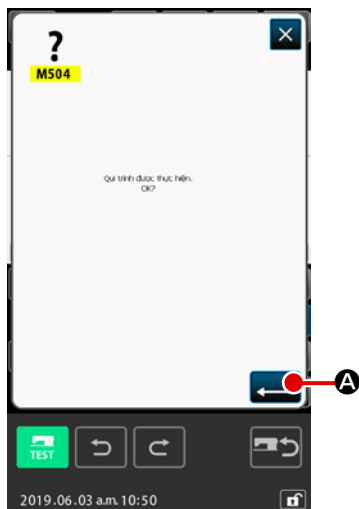 ?
M504
Qui trình được thực hiện.
OK?
A
TEST
2019.06.03 a.m. 10:50